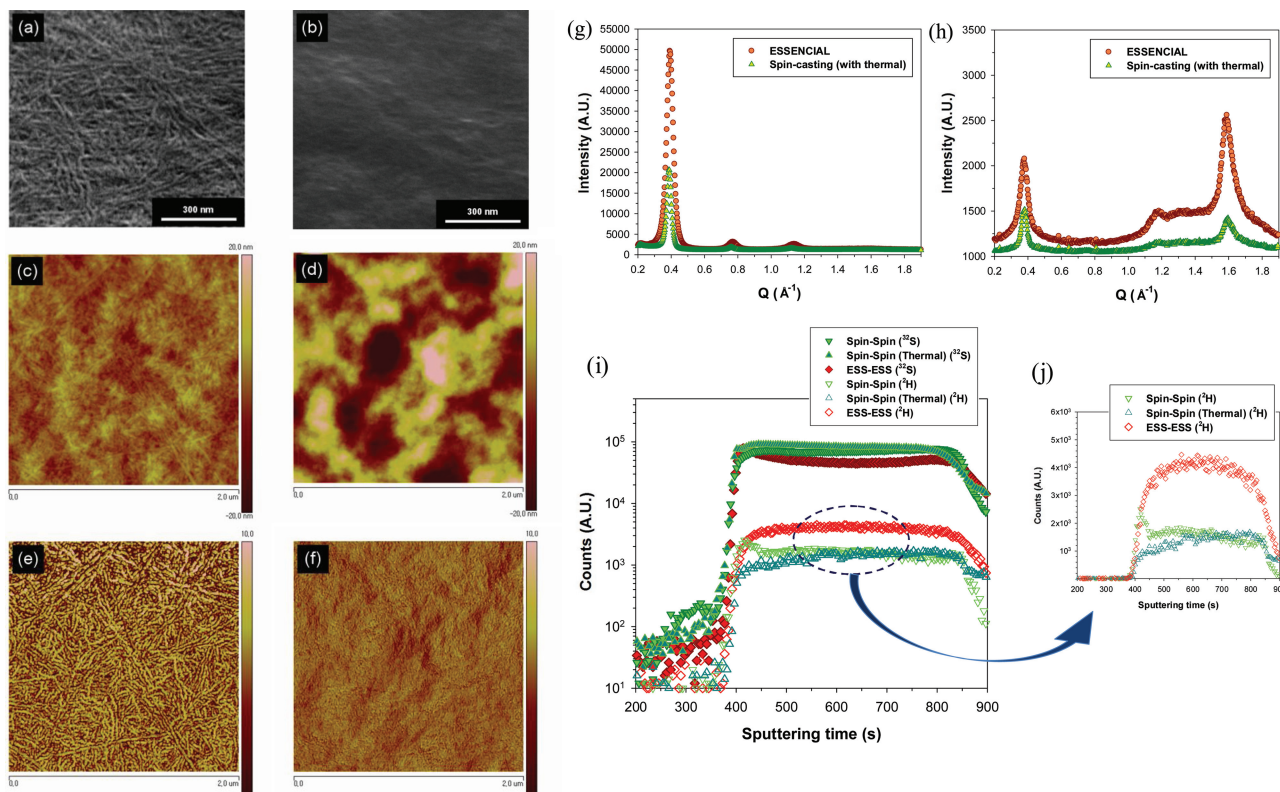 (a)
300 nm
(b)
300 nm
(c)
20.0 nm
-20.0 nm
0.0
2.0 um
(d)
20.0 nm
0.0
2.0 um
(e)
10.0
0.0
2.0 um
(f)
10.0
0.0
2.0 um
(g)
ESSENCIAL
Spin-casting (with thermal)
Intensity (A.U.)
55000
50000
45000
40000
35000
30000
25000
20000
15000
10000
5000
0
0.2 0.4 0.6 0.8 1.0 1.2 1.4 1.6 1.8
Q (Å⁻¹)
(h)
ESSENCIAL
Spin-casting (with thermal)
Intensity (A.U.)
3500
3000
2500
2000
1500
1000
0.2 0.4 0.6 0.8 1.0 1.2 1.4 1.6 1.8
Q (Å⁻¹)
(i)
Spin-Spin (³²S)
Spin-Spin (Thermal) (³²S)
ESS-ESS (³²S)
Spin-Spin (²H)
Spin-Spin (Thermal) (²H)
ESS-ESS (²H)
Counts (A.U.)
10⁵
10⁴
10³
10²
10¹
200 300 400 500 600 700 800 900
Sputtering time (s)
(j)
Spin-Spin (²H)
Spin-Spin (Thermal) (²H)
ESS-ESS (²H)
Counts (A.U.)
6x10³
5x10³
4x10³
3x10³
2x10³
10³
200 300 400 500 600 700 800 900
Sputtering time (s)